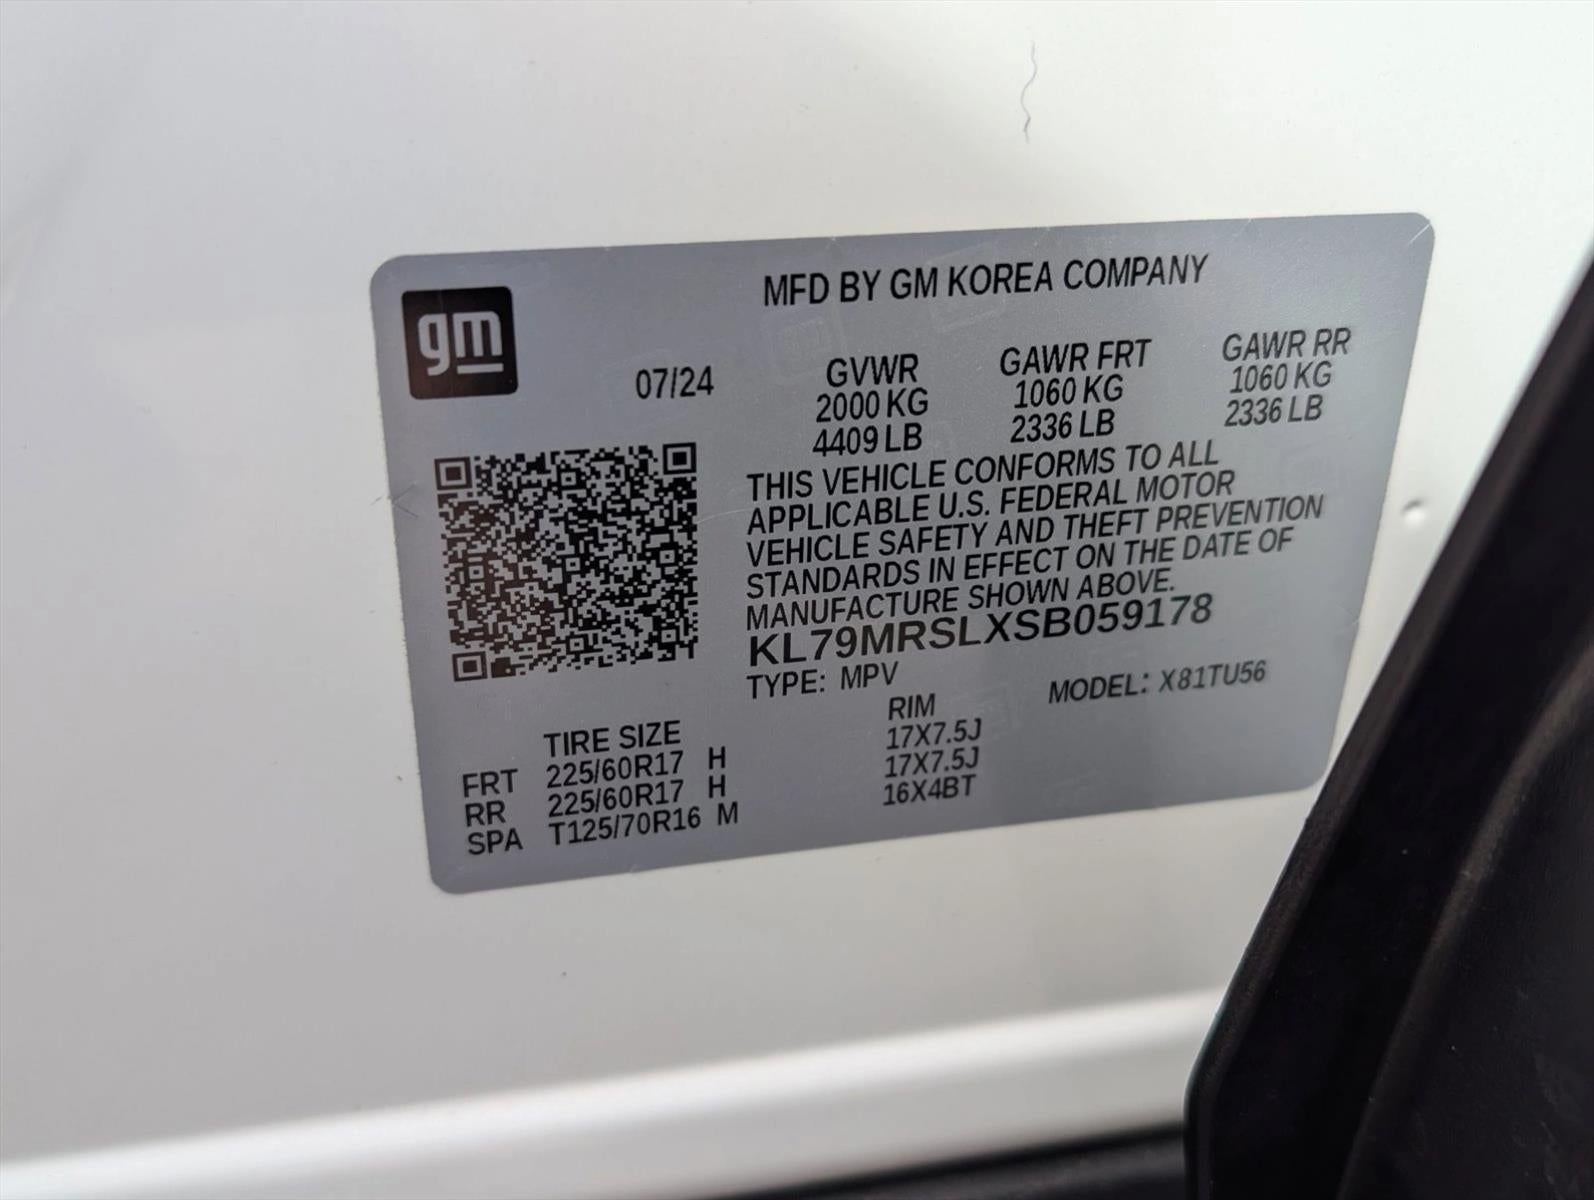 gm
MFD BY GM KOREA COMPANY
07/24 GVWR GAWR FRT GAWR RR
2000 KG 1060 KG 1060 KG
4409 LB 2336 LB 2336 LB
THIS VEHICLE CONFORMS TO ALL
APPLICABLE U.S. FEDERAL MOTOR
VEHICLE SAFETY AND THEFT PREVENTION
STANDARDS IN EFFECT ON THE DATE OF
MANUFACTURE SHOWN ABOVE.
KL79MRSLXSB059178
TYPE: MPV MODEL: X81TU56
TIRE SIZE RIM
FRT 225/60R17 H 17X7.5J
RR 225/60R17 H 17X7.5J
SPA T125/70R16 M 16X4BT